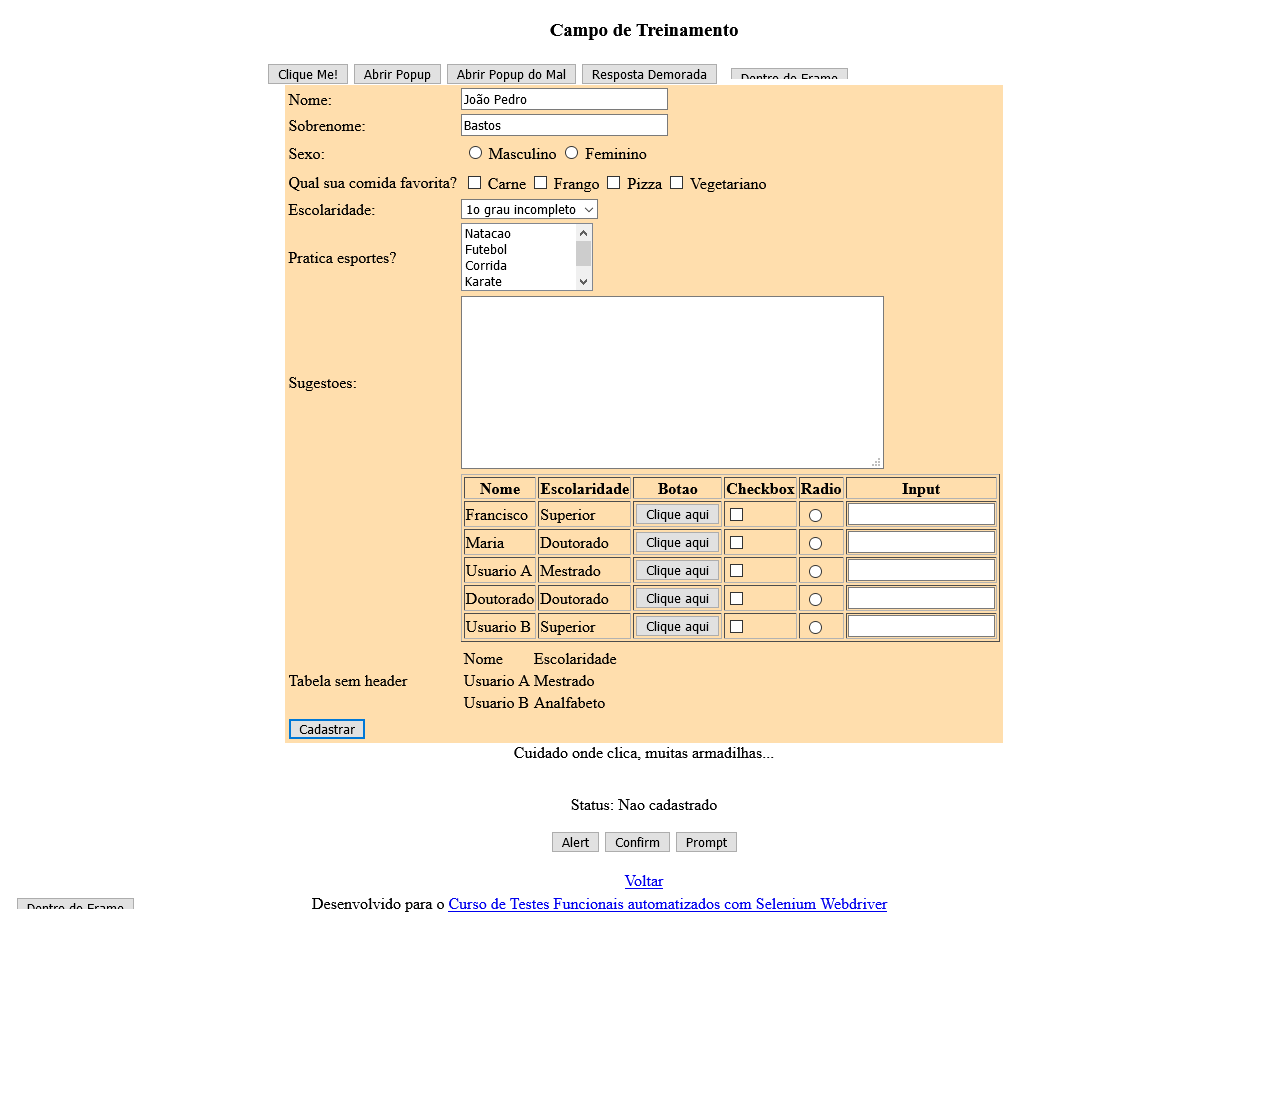 Campo de Treinamento
Clique Me! Abrir Popup Abrir Popup do Mal Resposta Demorada Dentro do Frame
Nome: João Pedro
Sobrenome: Bastos
Sexo: Masculino Feminino
Qual sua comida favorita? Carne Frango Pizza Vegetariano
Escolaridade: 1o grau incompleto
Pratica esportes? Natacao
Futebol
Corrida
Karate
Sugestoes:
Nome Escolaridade Botao Checkbox Radio Input
Francisco Superior Clique aqui
Maria Doutorado Clique aqui
Usuario A Mestrado Clique aqui
Doutorado Doutorado Clique aqui
Usuario B Superior Clique aqui
Tabela sem header
Nome Escolaridade
Usuario A Mestrado
Usuario B Analfabeto
Cadastrar
Cuidado onde clica, muitas armadilhas...
Status: Nao cadastrado
Alert Confirm Prompt
Voltar
Dentro do Frame Desenvolvido para o Curso de Testes Funcionais automatizados com Selenium Webdriver